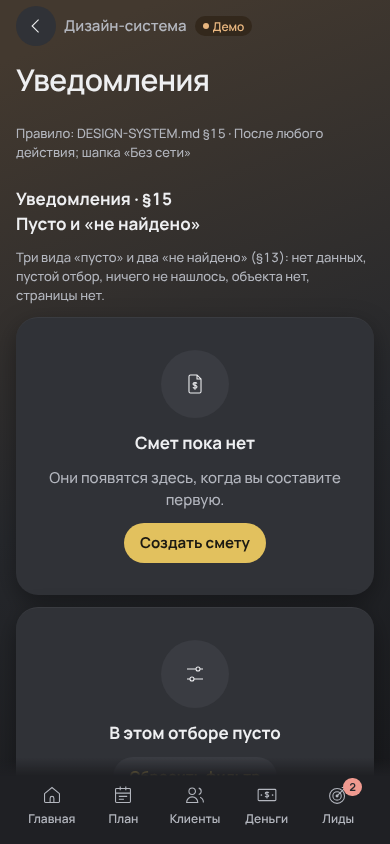 Дизайн-система
Демо
Уведомления
Правило: DESIGN-SYSTEM.md §15 · После любого
действия; шапка «Без сети»
Уведомления · §15
Пусто и «не найдено»
Три вида «пусто» и два «не найдено» (§13): нет данных,
пустой отбор, ничего не нашлось, объекта нет,
страницы нет.
Смет пока нет
Они появятся здесь, когда вы составите
первую.
Создать смету
В этом отборе пусто
2
Главная
План
Клиенты
Деньги
Лиды